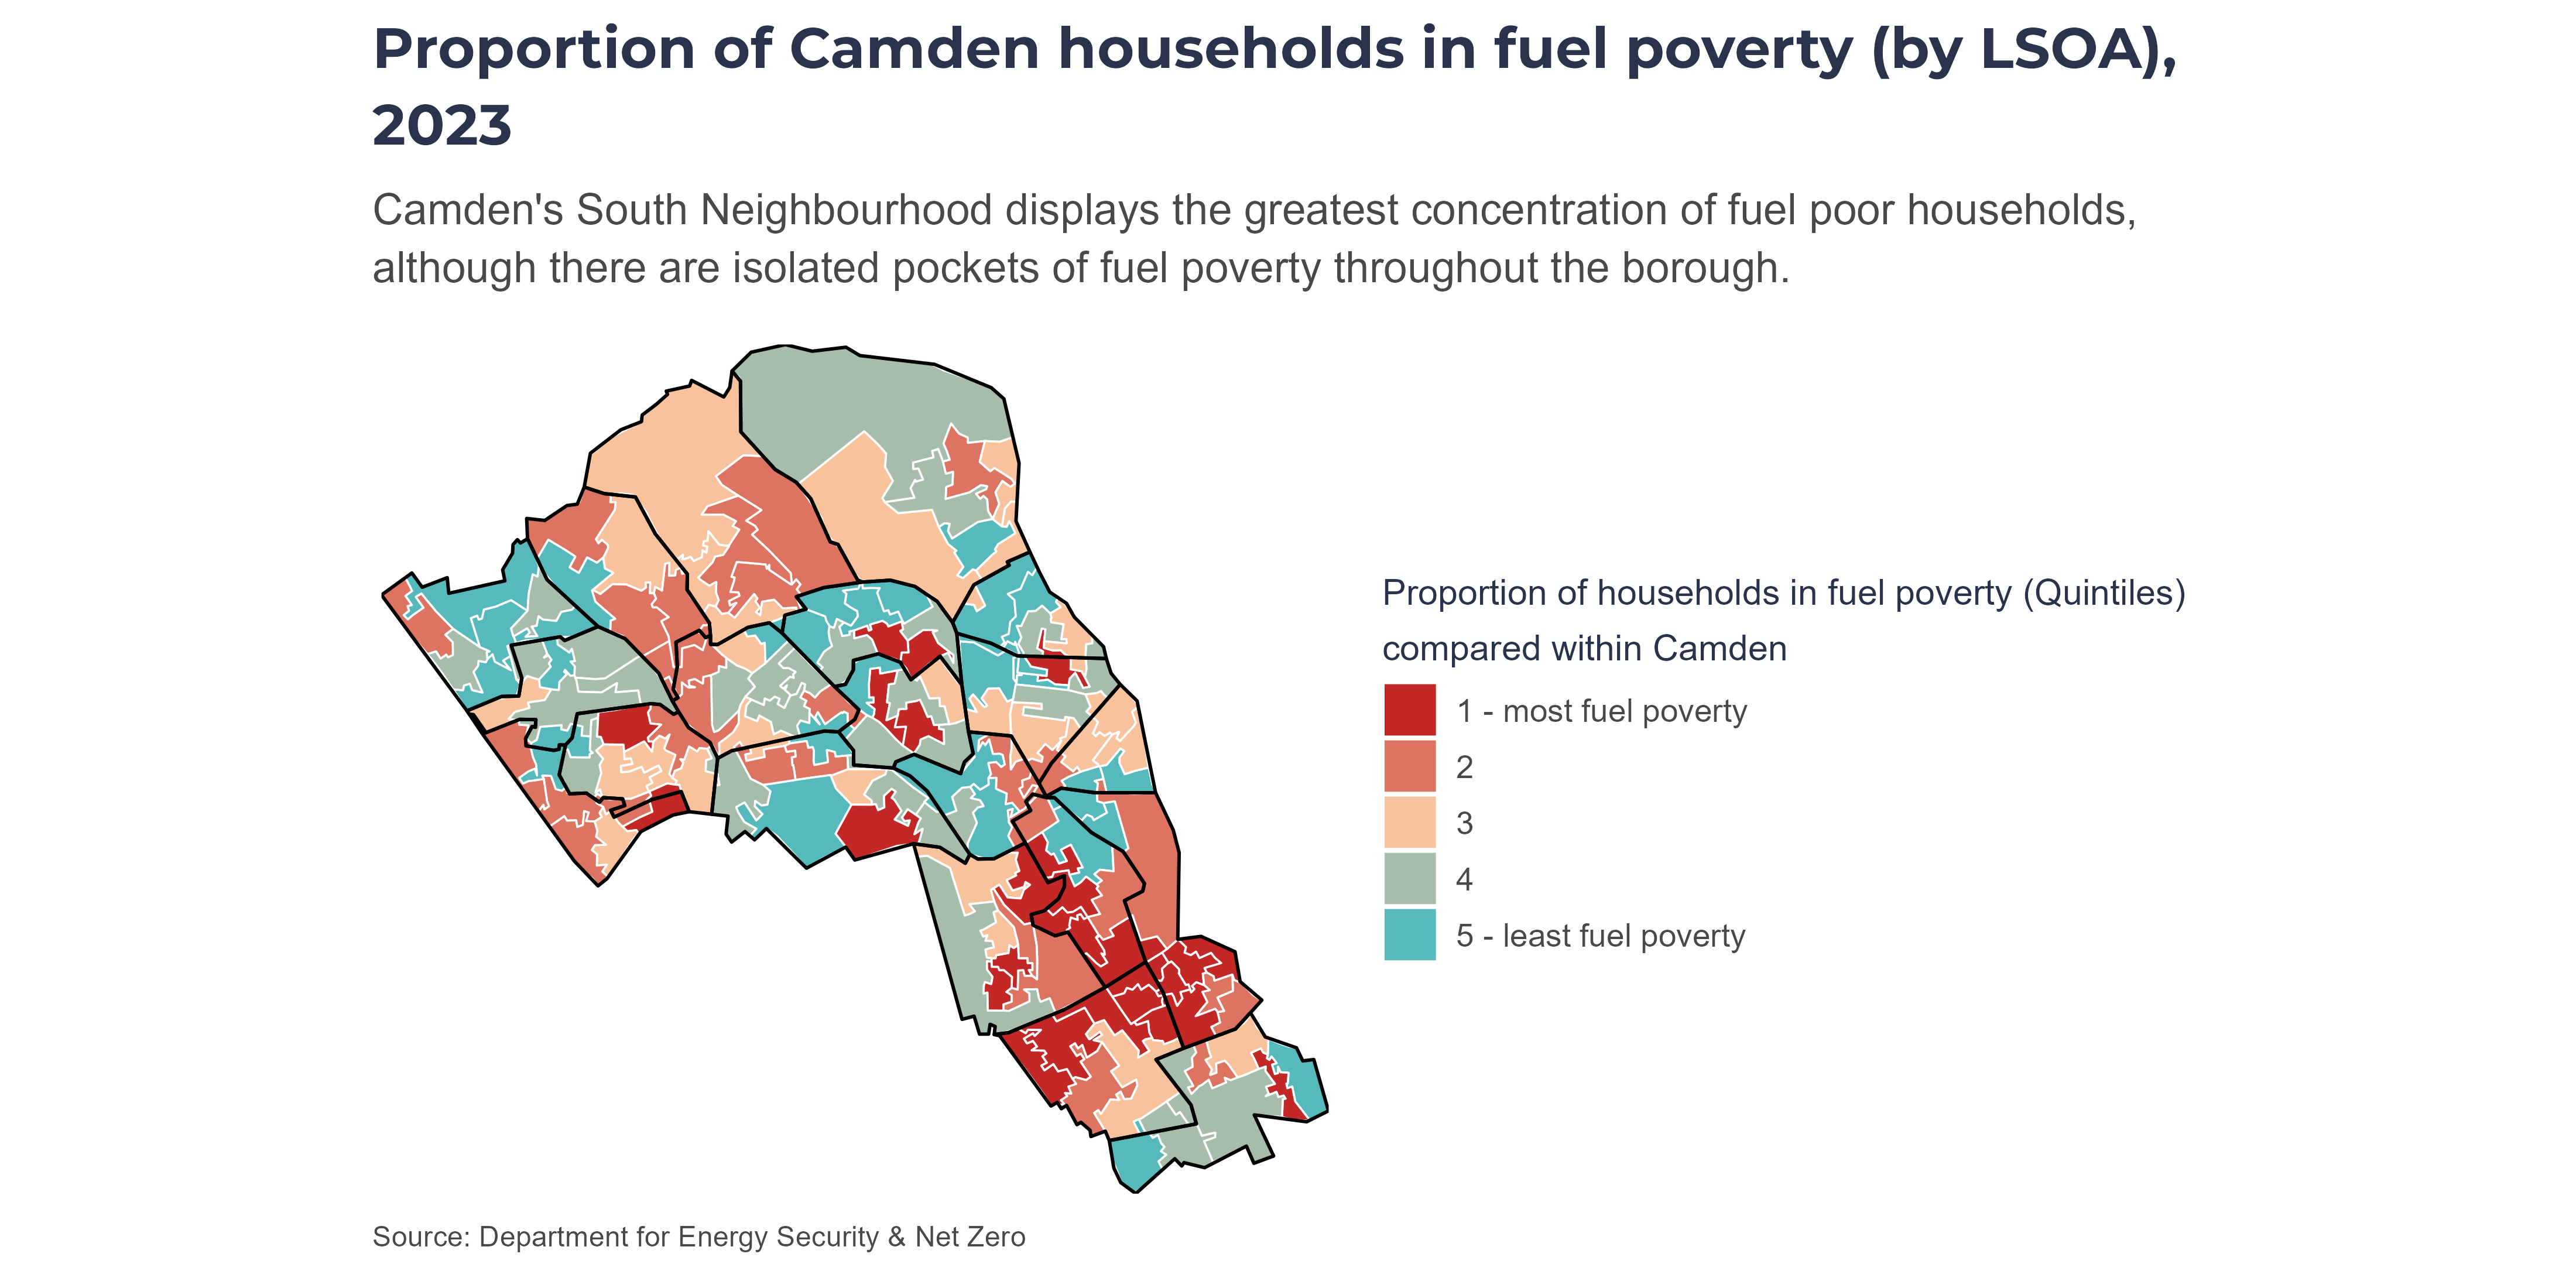 Proportion of Camden households in fuel poverty (by LSOA),
2023
Camden's South Neighbourhood displays the greatest concentration of fuel poor households,
although there are isolated pockets of fuel poverty throughout the borough.
Proportion of households in fuel poverty (Quintiles)
compared within Camden
1 - most fuel poverty
2
3
4
5 - least fuel poverty
Source: Department for Energy Security & Net Zero